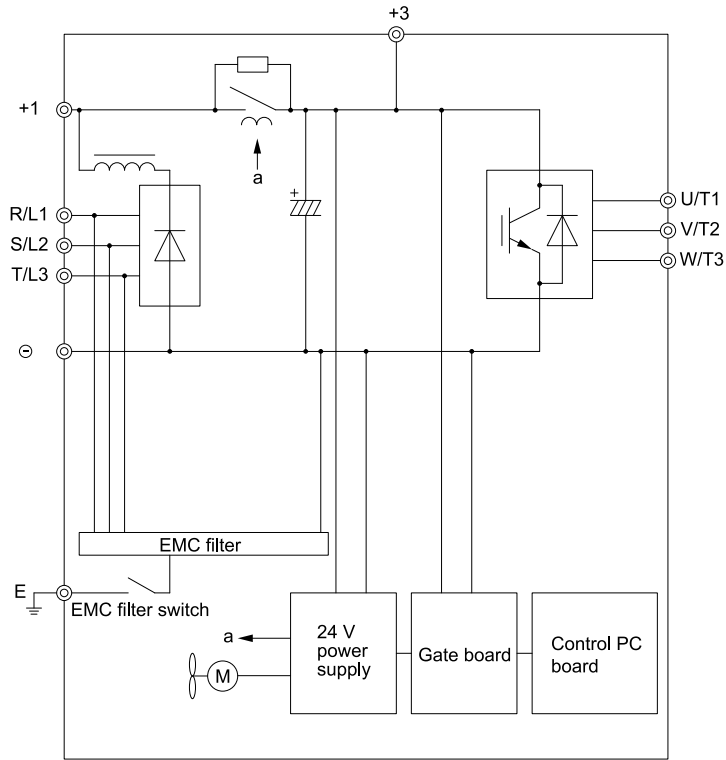 +3
+1
a
+
R/L1
S/L2
T/L3
U/T1
V/T2
W/T3
⊖
EMC filter
E
EMC filter switch
a
M
24 V
power
supply
Gate board
Control PC
board